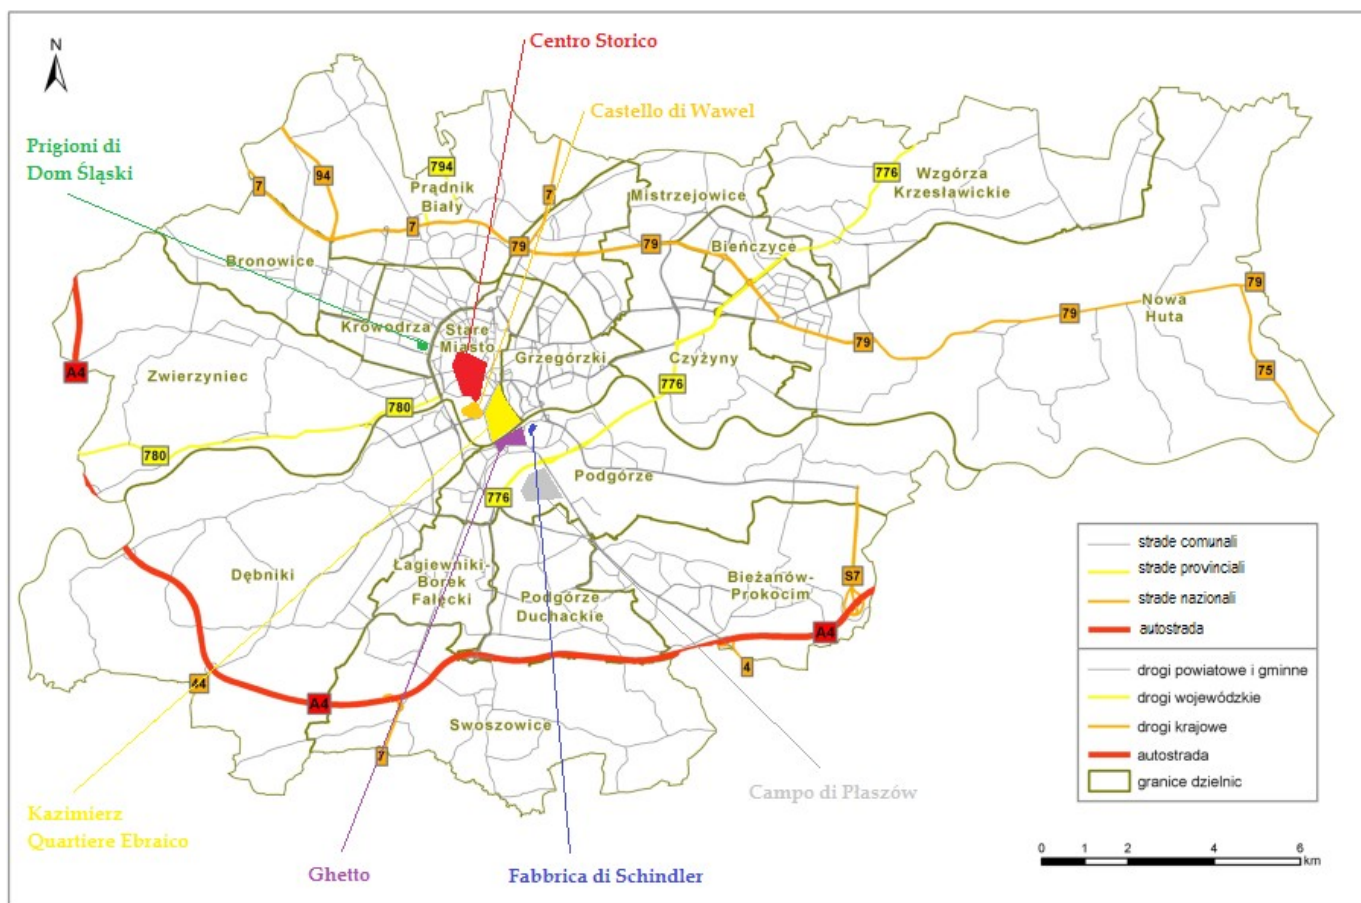 Centro Storico
N
Castello di Wawel
Prigioni di
Dom Śląski
794
776
94
7
7
Prądnik
Biały
Wzgórza
Krzesławickie
Mistrzejowice
7
79
79
Bieńczyce
Bronowice
79
Nowa
Huta
79
Krowodrza
Stare
Miasto
79
Grzegórzki
Czyżyny
A4
Zwierzyniec
75
776
780
780
Podgórze
776
strade comunali
strade provinciali
strade nazionali
autostrada
Dębniki
Łagiewniki-
Borek
Fałęcki
Podgórze
Duchackie
Bieżanów-
Prokocim
S7
A4
4
44
A4
drogi powiatowe i gminne
drogi wojewódzkie
drogi krajowe
autostrada
granice dzielnic
Swoszowice
7
Campo di Płaszów
Kazimierz
Quartiere Ebraico
Ghetto
Fabbrica di Schindler
0 1 2 4 6
km